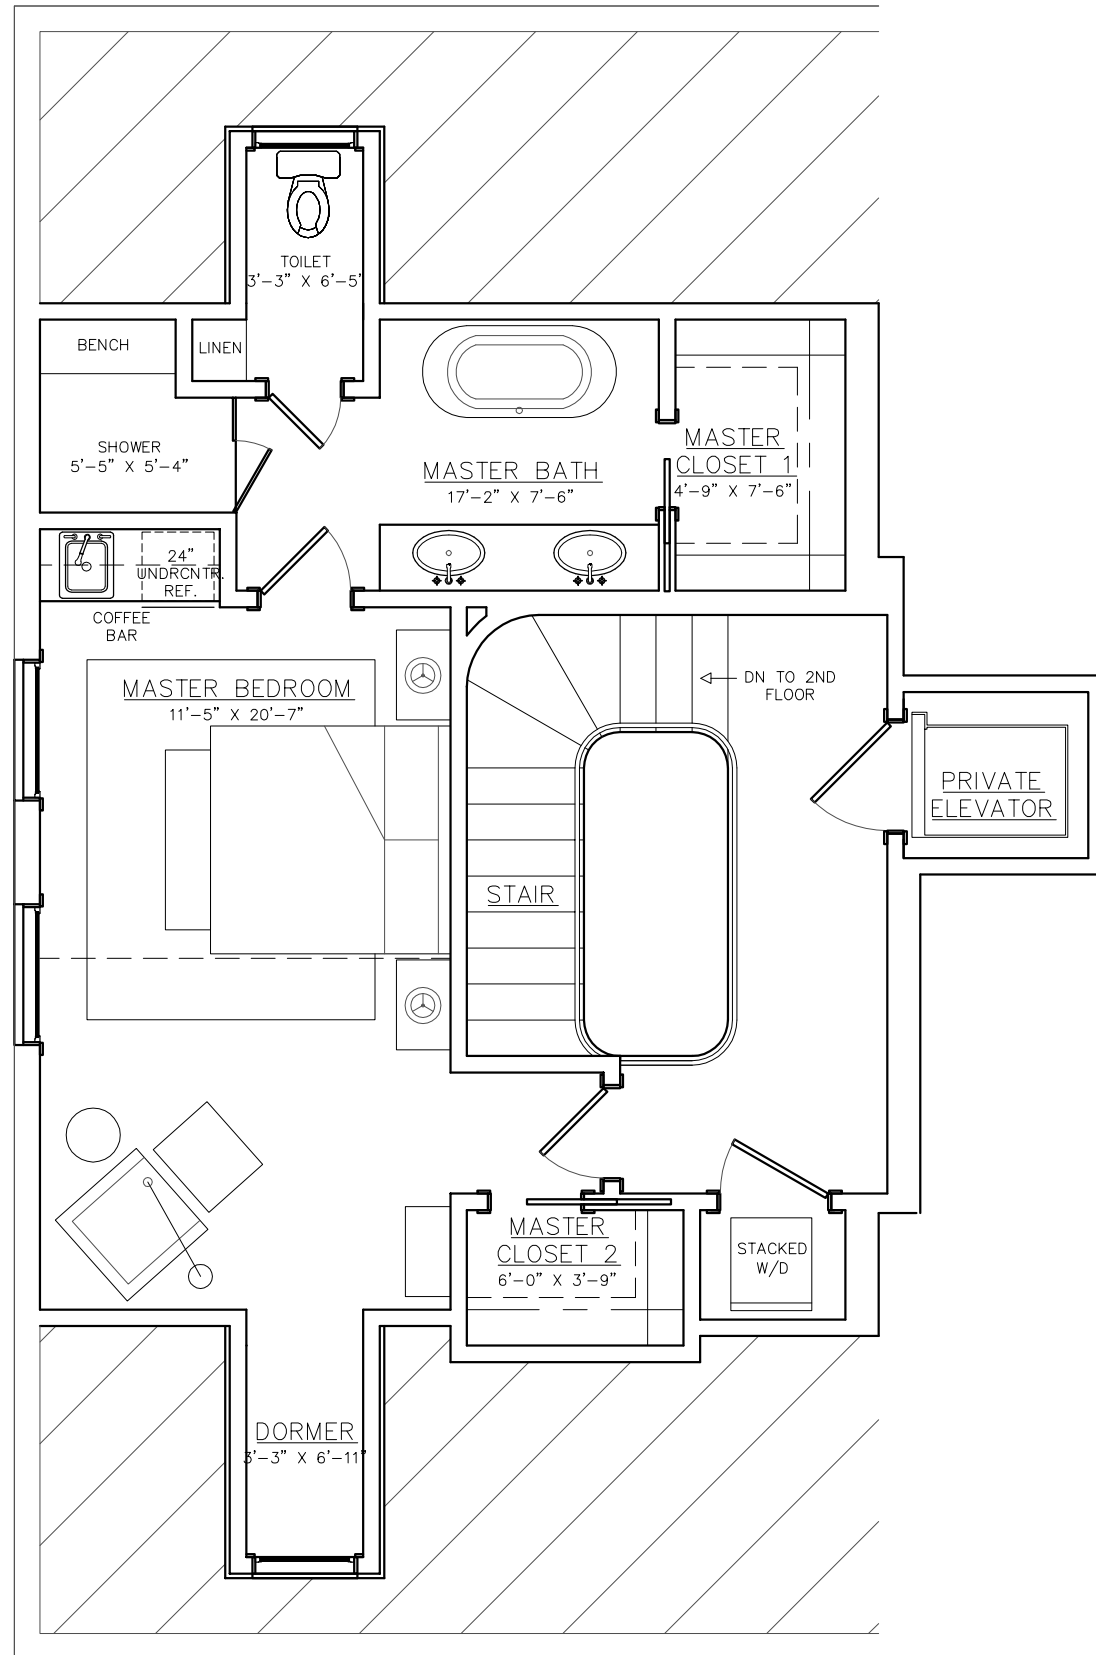 TOILET
3'-3" X 6'-5'
BENCH
LINEN
SHOWER
5'-5" X 5'-4"
MASTER BATH
17'-2" X 7'-6"
MASTER
CLOSET 1
4'-9" X 7'-6"
24"
UNDRCNTR.
REF.
COFFEE
BAR
MASTER BEDROOM
11'-5" X 20'-7"
DN TO 2ND
FLOOR
PRIVATE
ELEVATOR
STAIR
MASTER
CLOSET 2
6'-0" X 3'-9"
STACKED
W/D
DORMER
3'-3" X 6'-11"